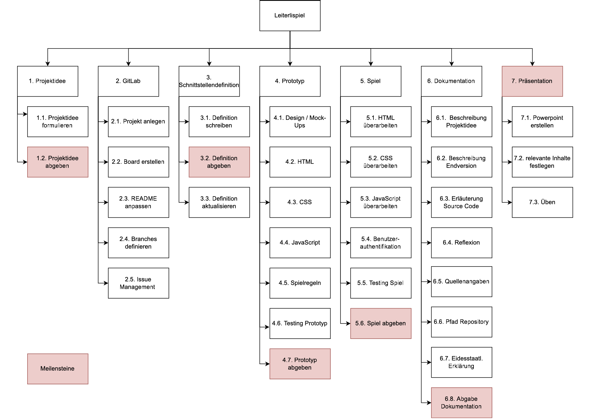 Leiterlispiel
1. Projektidee
2. GitLab
3.
Schnittstellendefinition
4. Prototyp
5. Spiel
6. Dokumentation
7. Präsentation
1.1. Projektidee
formulieren
1.2. Projektidee
abgeben
2.1. Projekt anlegen
2.2. Board erstellen
2.3. README
anpassen
2.4. Branches
definieren
2.5. Issue
Management
3.1. Definition
schreiben
3.2. Definition
abgeben
3.3. Definition
aktualisieren
4.1. Design / Mock-
Ups
4.2. HTML
4.3. CSS
4.4. JavaScript
4.5. Spielregeln
4.6. Testing Prototyp
4.7. Prototyp
abgeben
5.1. HTML
überarbeiten
5.2. CSS
überarbeiten
5.3. JavaScript
überarbeiten
5.4. Benutzer-
authentifikation
5.5. Testing Spiel
5.6. Spiel abgeben
6.1. Beschreibung
Projektidee
6.2. Beschreibung
Endversion
6.3. Erläuterung
Source Code
6.4. Reflexion
6.5. Quellenangaben
6.6. Pfad Repository
6.7. Eidesstaatl.
Erklärung
6.8. Abgabe
Dokumentation
7.1. Powerpoint
erstellen
7.2. relevante Inhalte
festlegen
7.3. Üben
Meilensteine